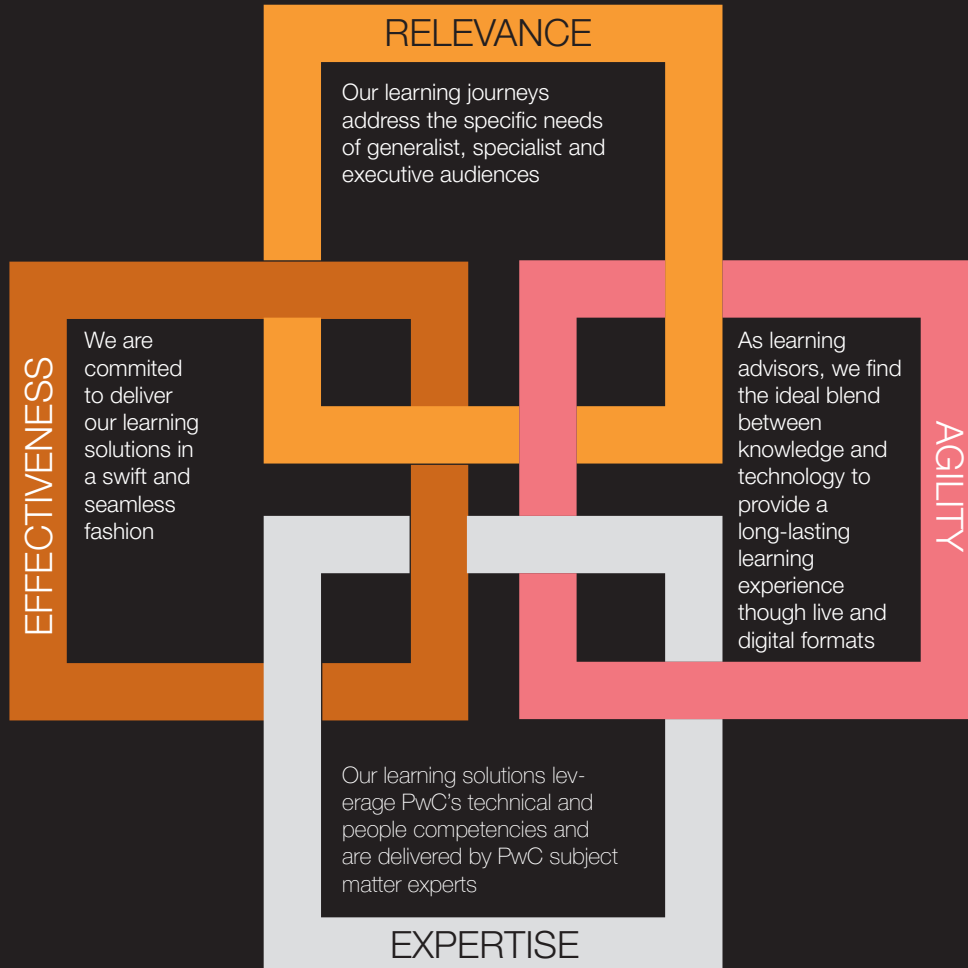 RELEVANCE
Our learning journeys
address the specific needs
of generalist, specialist and
executive audiences
EFFECTIVENESS
We are
commited
to deliver
our learning
solutions in
a swift and
seamless
fashion
As learning
advisors, we find
the ideal blend
between
knowledge and
technology to
provide a
long-lasting
learning
experience
though live and
digital formats
AGILITY
Our learning solutions lev-
erage PwC's technical and
people competencies and
are delivered by PwC subject
matter experts
EXPERTISE